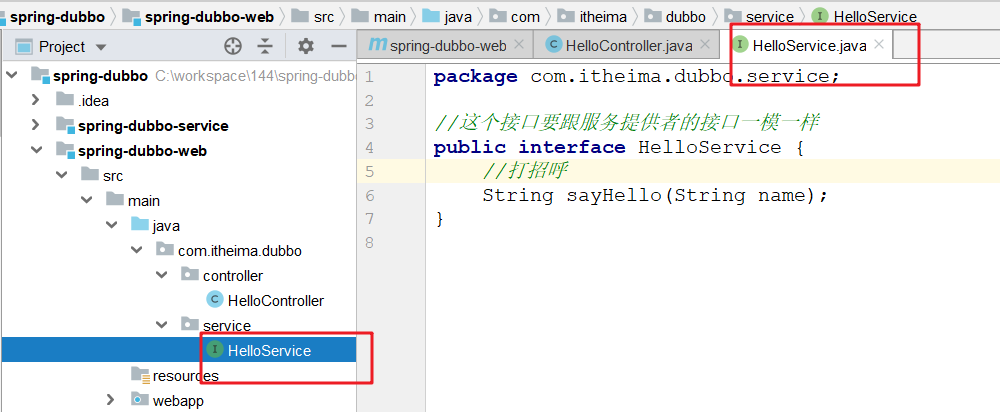 spring-dubbo spring-dubbo-web src main java com itheima dubbo service HelloService
Project
spring-dubbo C:\workspace\144\spring-dubbo
.idea
spring-dubbo-service
spring-dubbo-web
src
main
java
com.itheima.dubbo
controller
HelloController
service
HelloService
resources
webapp
spring-dubbo-web HelloController.java HelloService.java
1 package com.itheima.dubbo.service;
2
3 //这个接口要跟服务提供者的接口一模一样
4 public interface HelloService {
5 //打招呼
6 String sayHello(String name);
7 }
8